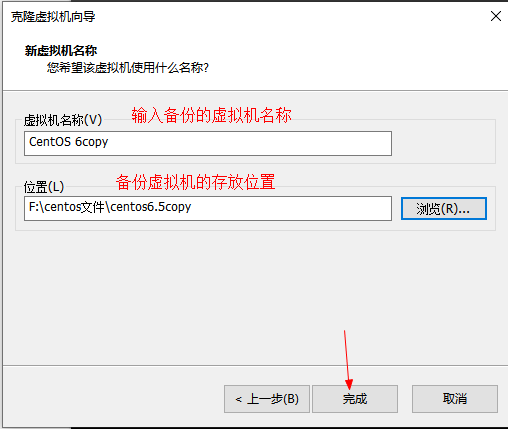 克隆虚拟机向导
新虚拟机名称
您希望该虚拟机使用什么名称?
虚拟机名称(V)
输入备份的虚拟机名称
CentOS 6copy
位置(L)
备份虚拟机的存放位置
F:\centos文件\centos6.5copy
浏览(R)...
< 上一步(B)
完成
取消